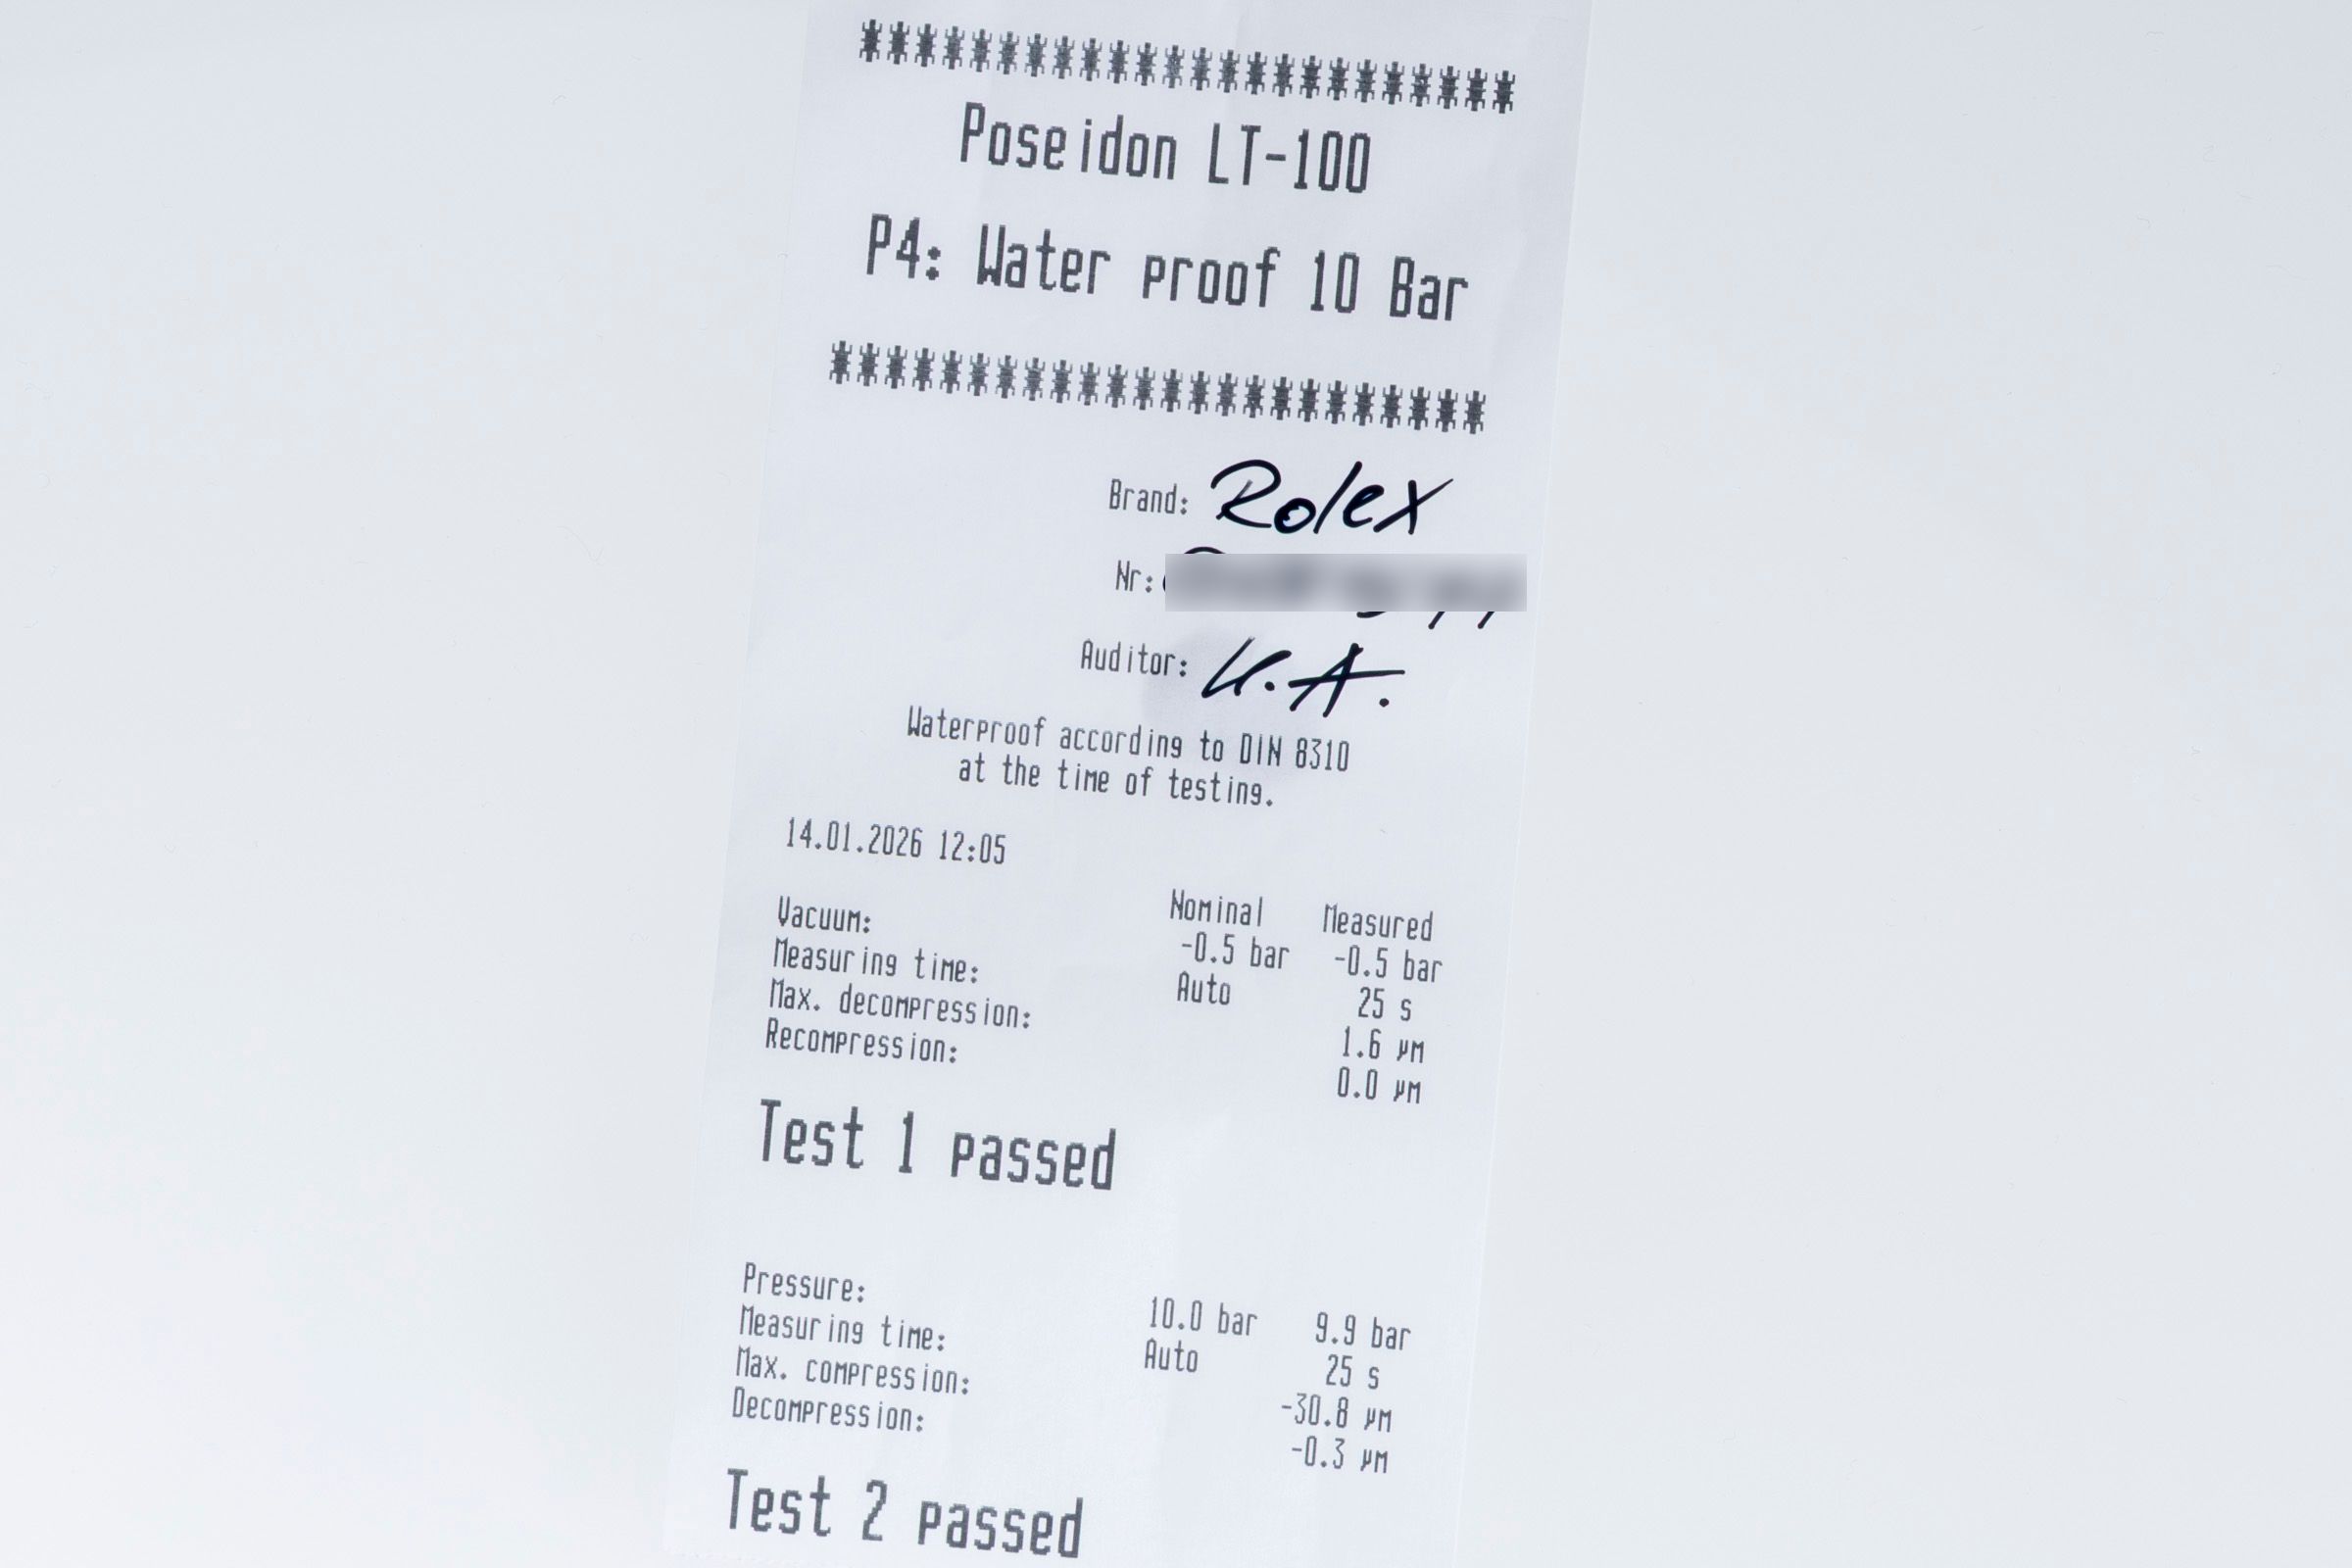 ************************
Poseidon LT-100
P4: Water proof 10 Bar
************************
Brand: Rolex
Nr:
Auditor: K.A.
Waterproof according to DIN 8310
at the time of testing.
14.01.2026 12:05
Nominal Measured
Vacuum: -0.5 bar -0.5 bar
Measuring time: Auto 25 s
Max. decompression: 1.6 µm
Recompression: 0.0 µm
Test 1 passed
Pressure: 10.0 bar 9.9 bar
Measuring time: Auto 25 s
Max. compression: -30.8 µm
Decompression: -0.3 µm
Test 2 passed